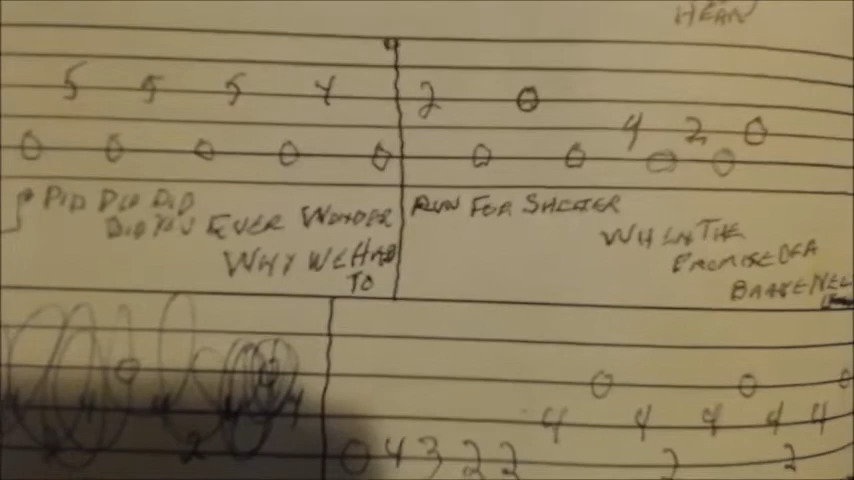 HEAR
5 5 5 4 2 0
4 2 0
0 0 0 0 0 0 0 0 0
DID DID DID
DID YOU EVER WONDER RUN FOR SHELTER
WHY WE HAD WHEN THE
TO PROMISE OF A
BRAVE NEW
0 0 0
4 4 4 4 4
0 4 3 2 2 2 2